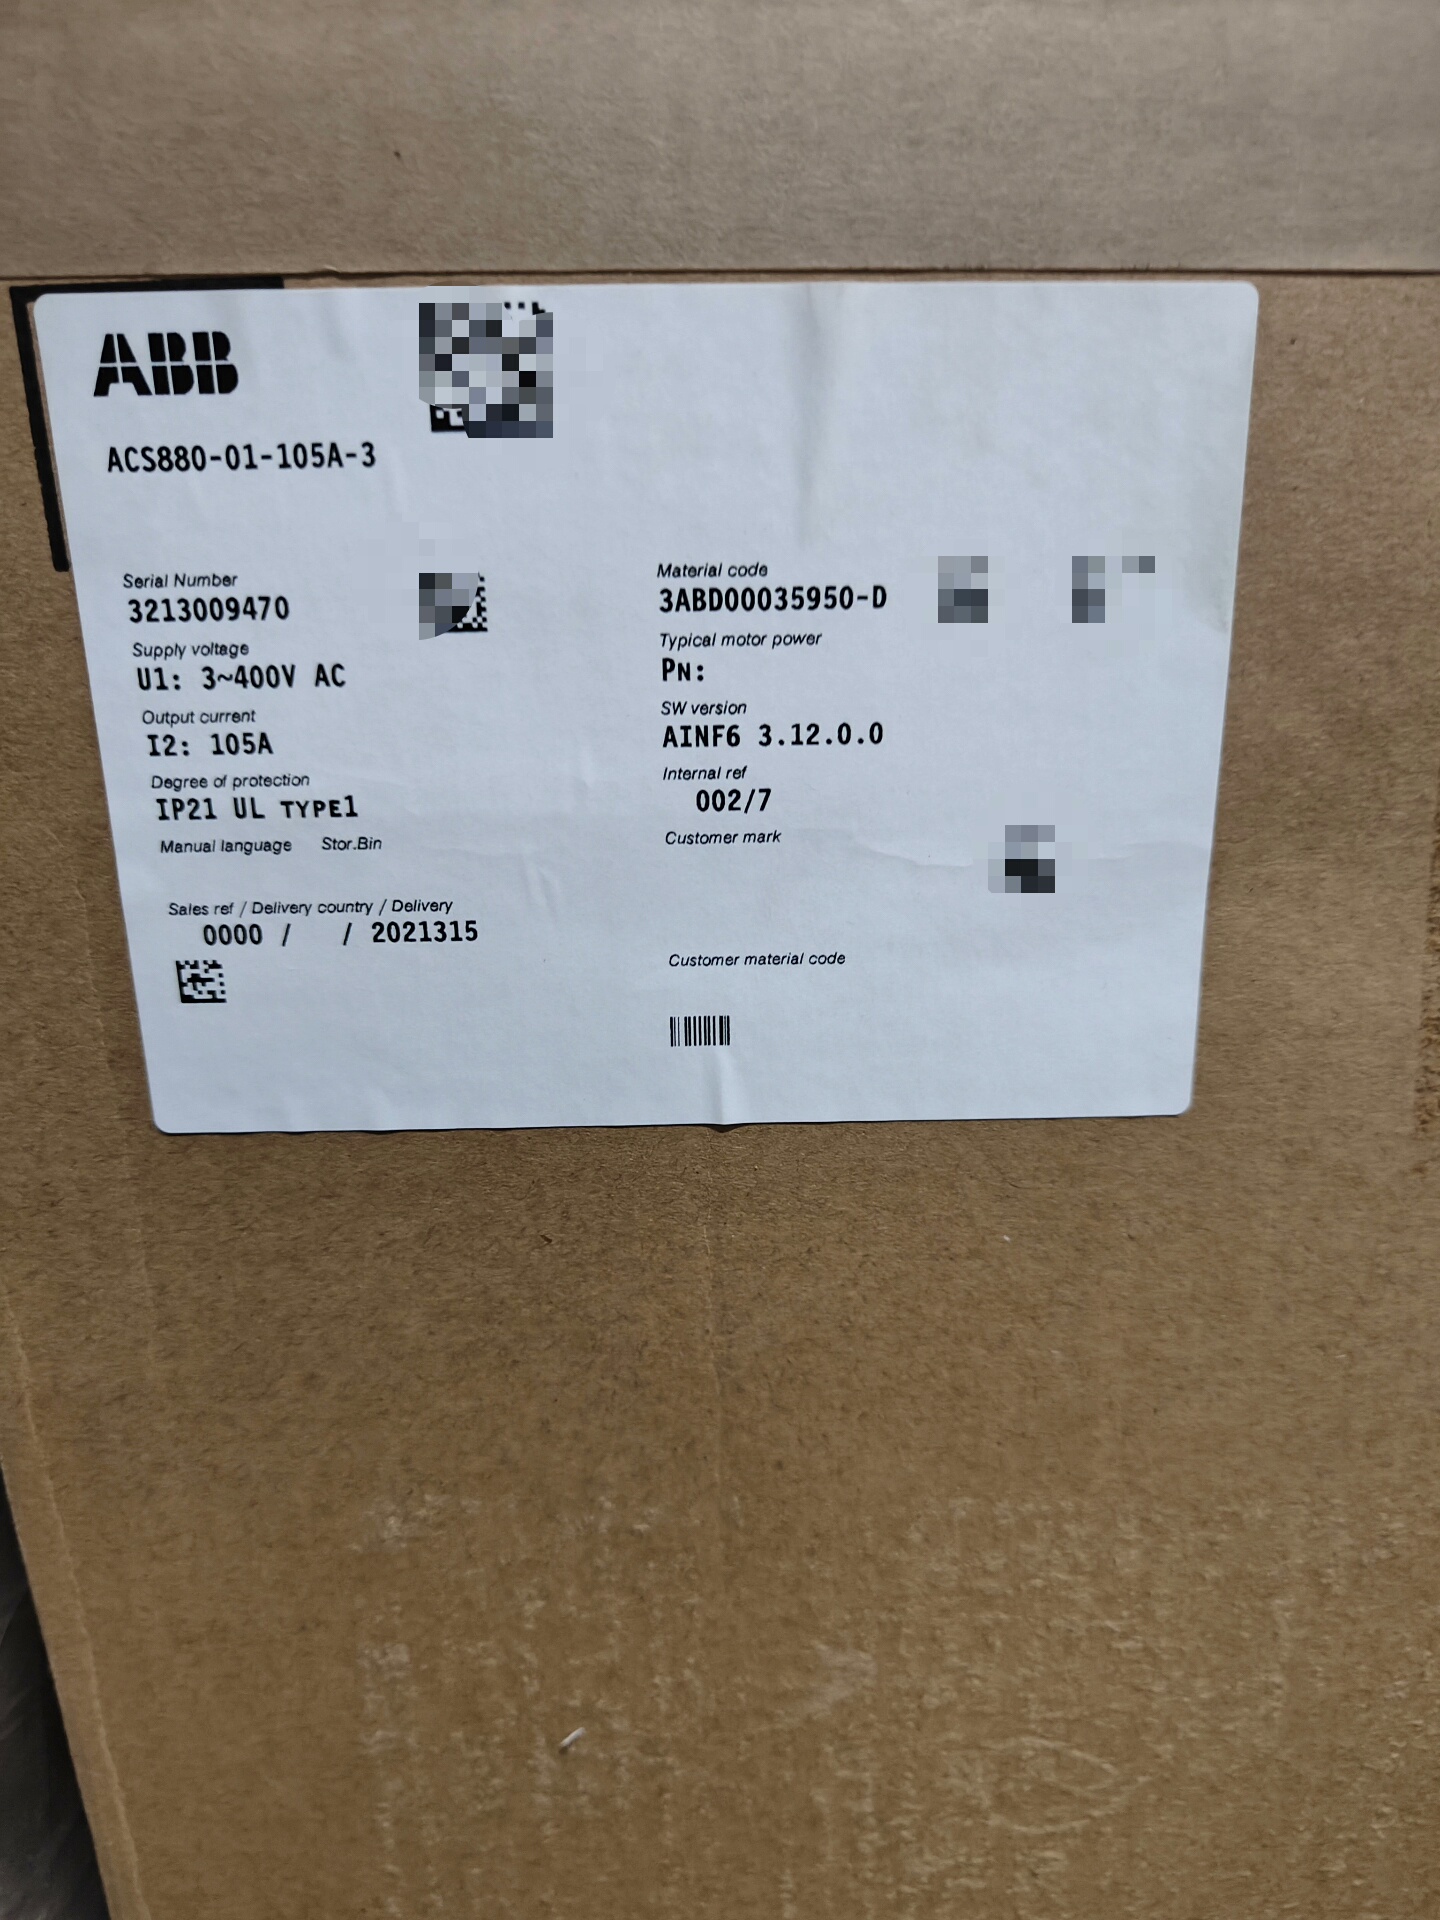 ABB
ACS880-01-105A-3
Serial Number
3213009470
Supply voltage
U1: 3~400V AC
Output current
I2: 105A
Degree of protection
IP21 UL TYPE1
Manual language Stor.Bin
Sales ref / Delivery country / Delivery
0000 / / 2021315
Material code
3ABD00035950-D
Typical motor power
PN:
SW version
AINF6 3.12.0.0
Internal ref
002/7
Customer mark
Customer material code